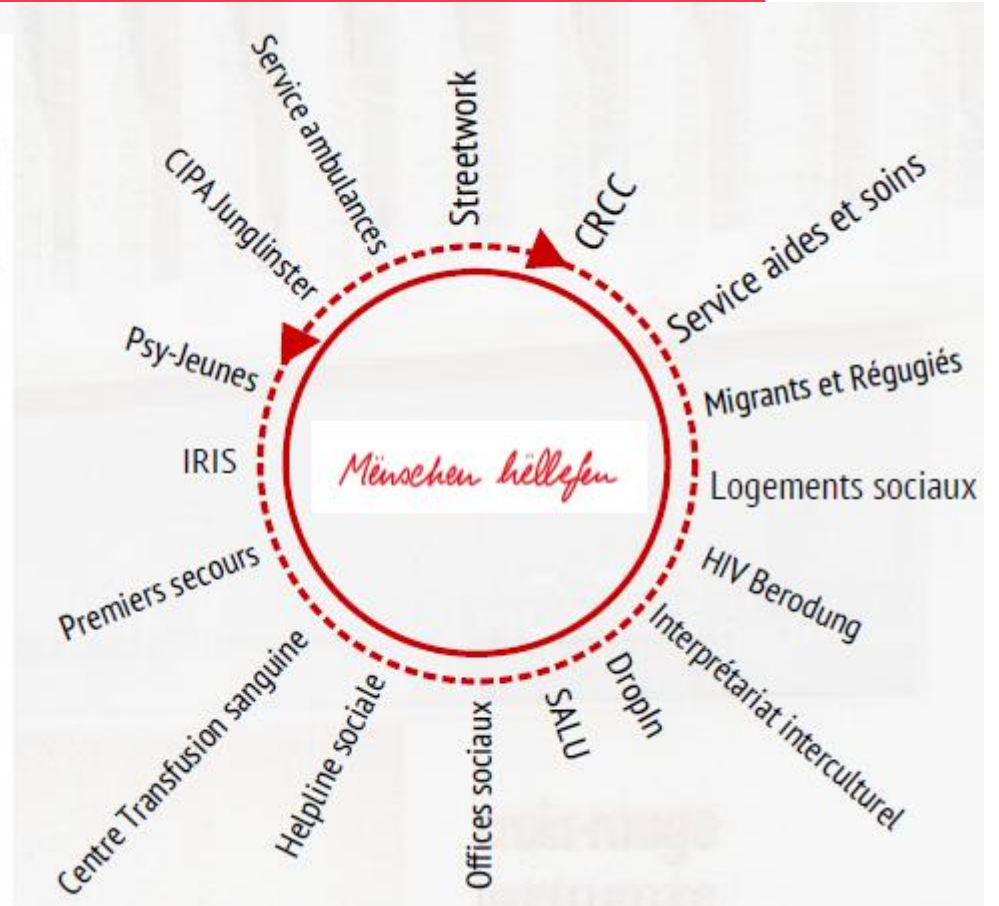 Streetwork
CRCC
Service aides et soins
Migrants et Régugiés
Logements sociaux
HIV Berodung
Interprétariat interculturel
DropIn
SALU
Offices sociaux
Helpline sociale
Centre Transfusion sanguine
Premiers secours
IRIS
Psy-Jeunes
CIPA Junglinster
Service ambulances
Mënschen hëllefen